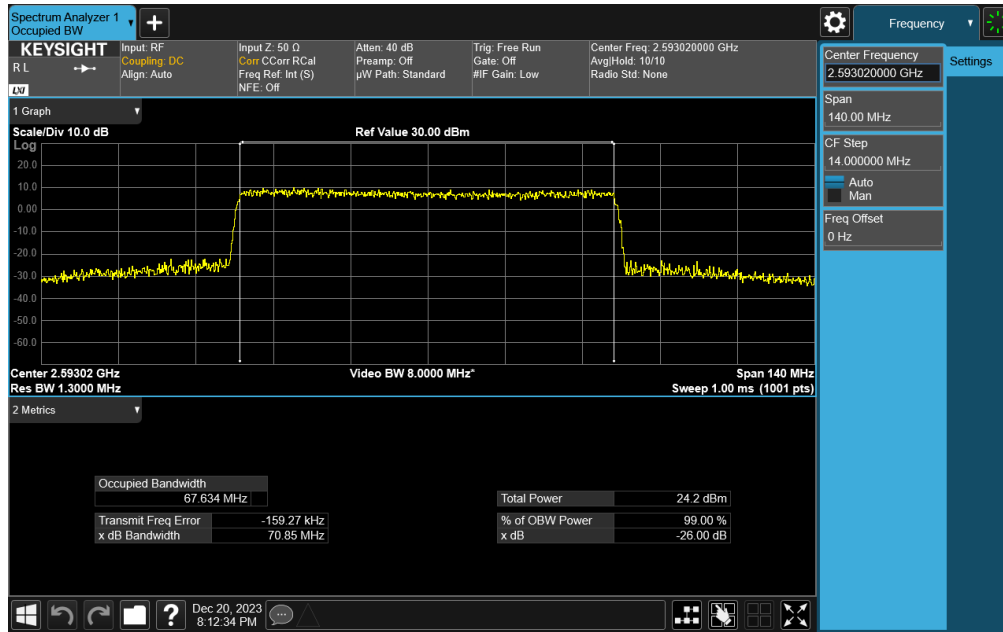 Spectrum Analyzer 1
Occupied BW
Frequency
KEYSIGHT
R L
LXI
Input: RF
Coupling: DC
Align: Auto
Input Z: 50 Ω
Corr CCorr RCal
Freq Ref: Int (S)
NFE: Off
Atten: 40 dB
Preamp: Off
µW Path: Standard
Trig: Free Run
Gate: Off
#IF Gain: Low
Center Freq: 2.593020000 GHz
Avg|Hold: 10/10
Radio Std: None
Center Frequency
2.593020000 GHz
Settings
Span
140.00 MHz
CF Step
14.000000 MHz
Auto
Man
Freq Offset
0 Hz
1 Graph
Scale/Div 10.0 dB
Ref Value 30.00 dBm
Log
20.0
10.0
0.00
-10.0
-20.0
-30.0
-40.0
-50.0
-60.0
Center 2.59302 GHz
Video BW 8.0000 MHz*
Span 140 MHz
Res BW 1.3000 MHz
Sweep 1.00 ms (1001 pts)
2 Metrics
Occupied Bandwidth
67.634 MHz
Total Power 24.2 dBm
Transmit Freq Error -159.27 kHz
% of OBW Power 99.00 %
x dB Bandwidth 70.85 MHz
x dB -26.00 dB
Dec 20, 2023
8:12:34 PM